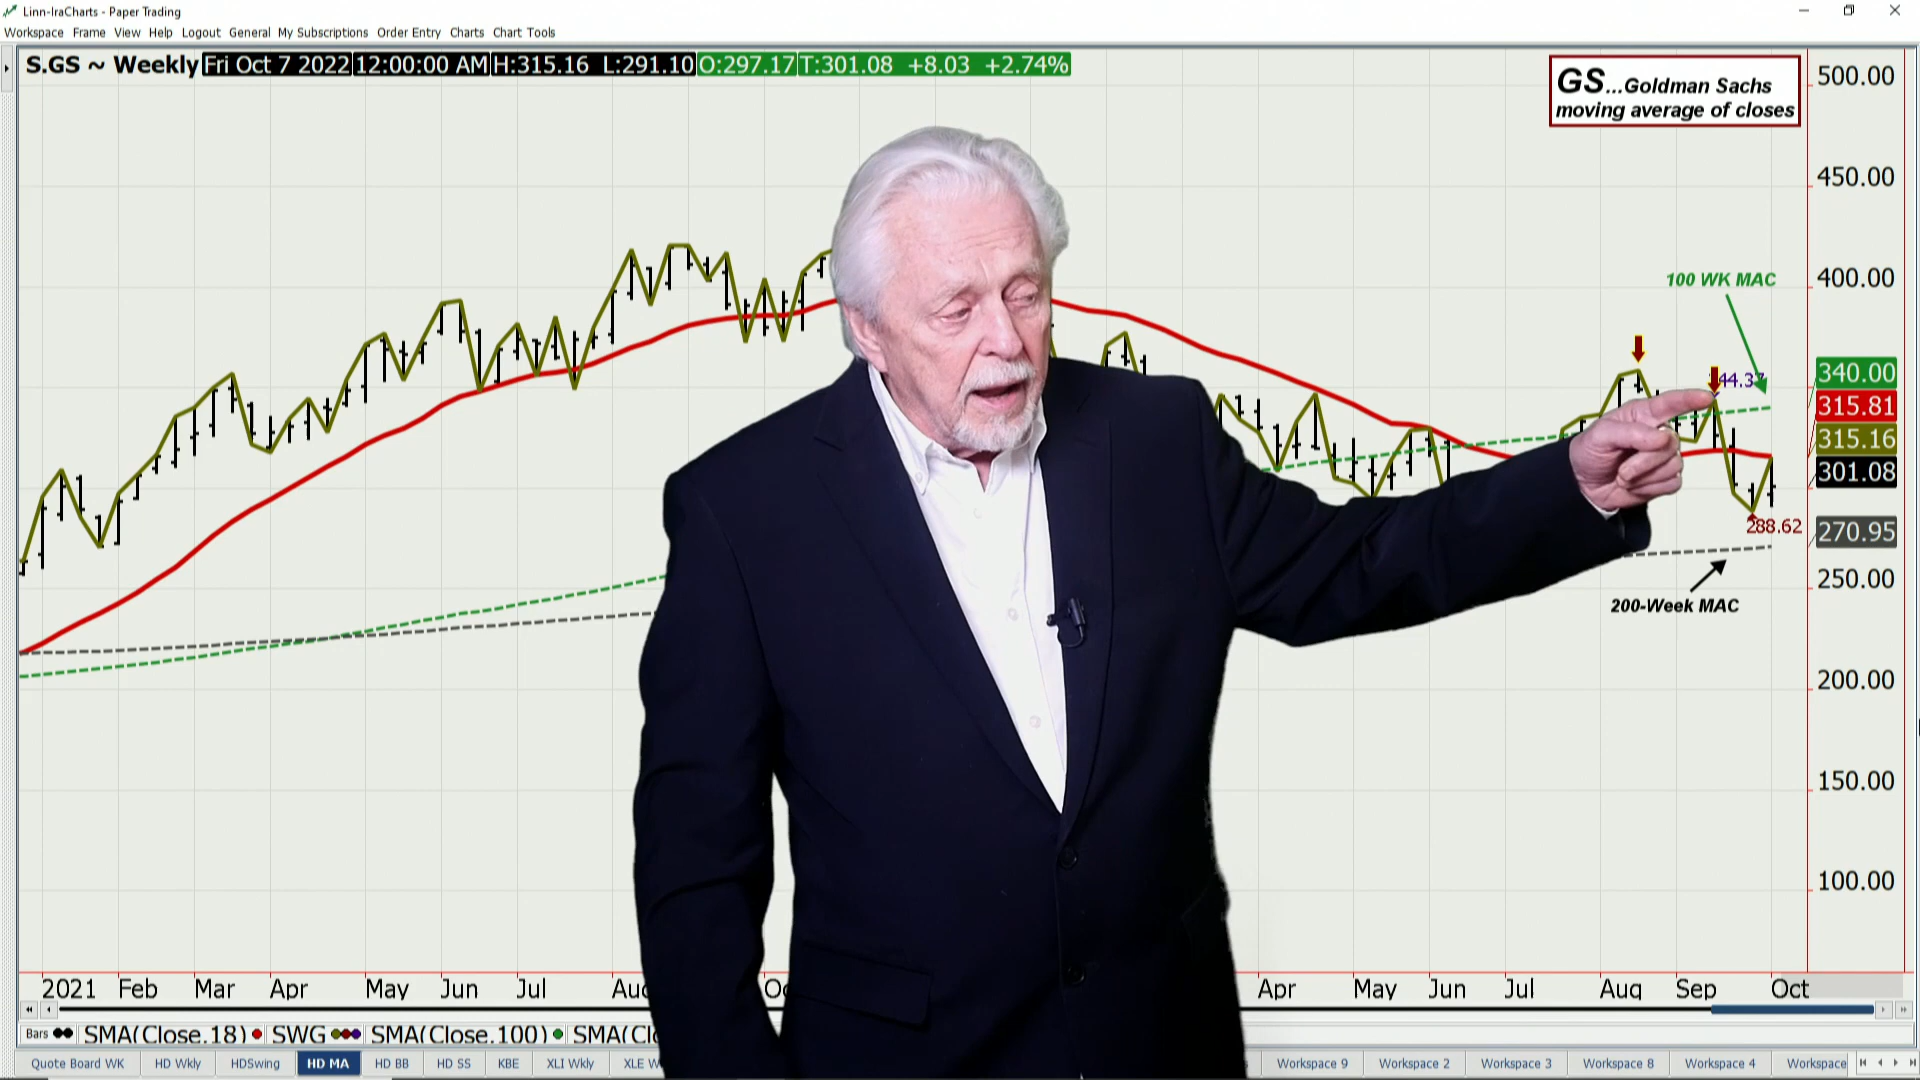 Linn-IraCharts - Paper Trading
Workspace Frame View Help Logout General My Subscriptions Order Entry Charts Chart Tools
S.GS ~ Weekly Fri Oct 7 2022 12:00:00 AM H:315.16 L:291.10 O:297.17 T:301.08 +8.03 +2.74%
GS...Goldman Sachs
moving average of closes
500.00
450.00
400.00
100 WK MAC
340.00
315.81
315.16
301.08
288.62
270.95
250.00
200-Week MAC
200.00
150.00
100.00
2021 Feb Mar Apr May Jun Jul Apr May Jun Jul Aug Sep Oct
Bars SMA(Close,18) SWG SMA(Close,100)
Quote Board WK HD Wkly HDSwing HD MA HD BB HD SS KBE XLI Wkly XLE Workspace 9 Workspace 2 Workspace 3 Workspace 8 Workspace 4 Workspace